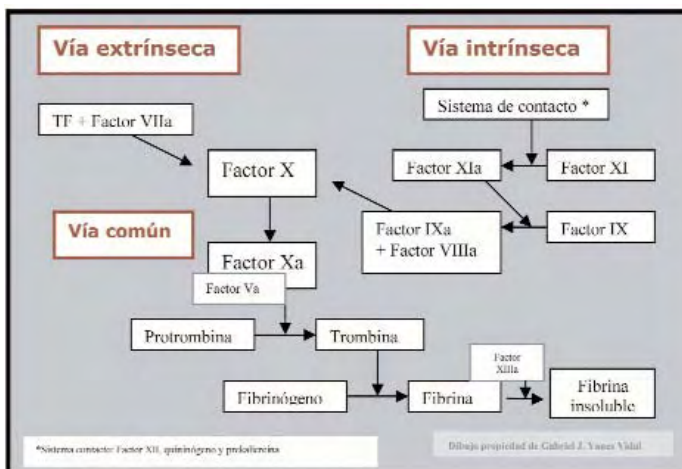 Vía extrínseca
Vía intrínseca
Sistema de contacto *
TF + Factor VIIa
Factor X
Factor XIa
Factor XI
Vía común
Factor IXa
+ Factor VIIIa
Factor IX
Factor Xa
Factor Va
Protrombina
Trombina
Factor
XIIIa
Fibrinógeno
Fibrina
Fibrina
insoluble
*Sistema contacto: Factor XII, quininógeno y prekalicreina
Dibujo propiedad de Gabriel J. Yanes Vidal